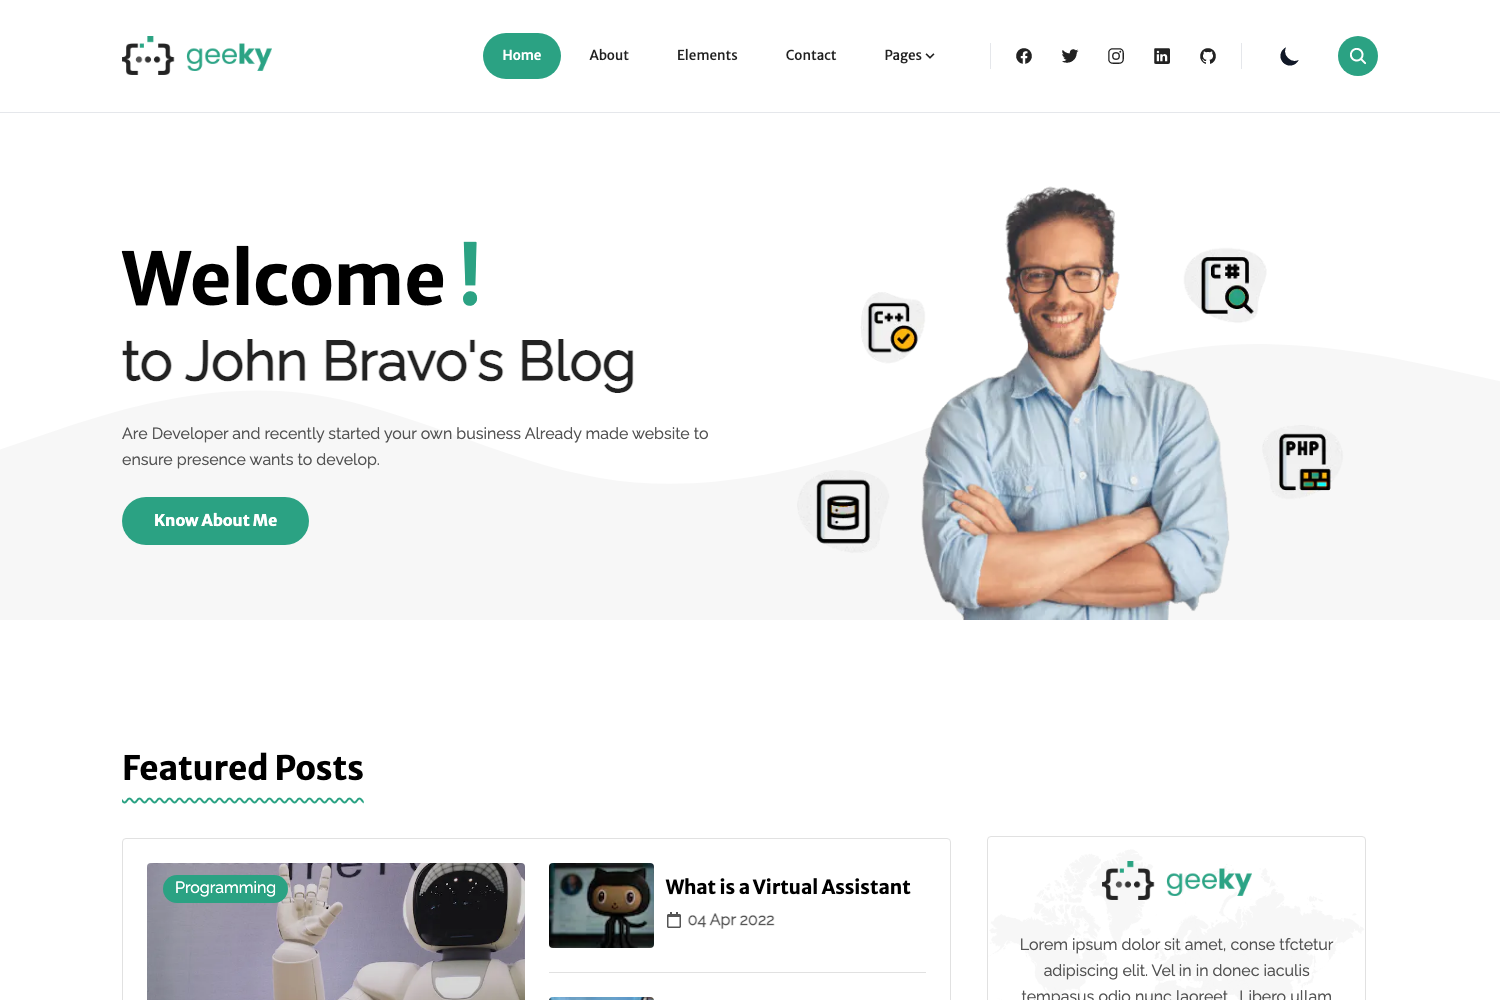 geeky
Home
About
Elements
Contact
Pages
Welcome!
to John Bravo's Blog
Are Developer and recently started your own business Already made website to
ensure presence wants to develop.
Know About Me
C++
C#
PHP
Featured Posts
Programming
What is a Virtual Assistant
04 Apr 2022
geeky
Lorem ipsum dolor sit amet, conse tfctetur
adipiscing elit. Vel in in donec iaculis
tempasus odio nunc laoreet . Libero ullam